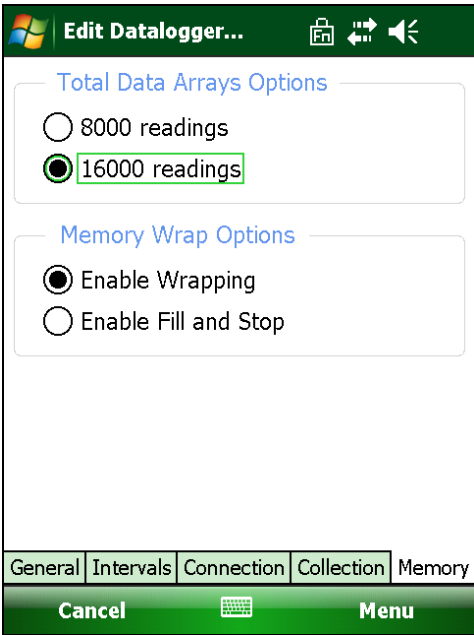 Edit Datalogger...
Fn
Total Data Arrays Options
8000 readings
16000 readings
Memory Wrap Options
Enable Wrapping
Enable Fill and Stop
General Intervals Connection Collection Memory
Cancel Menu